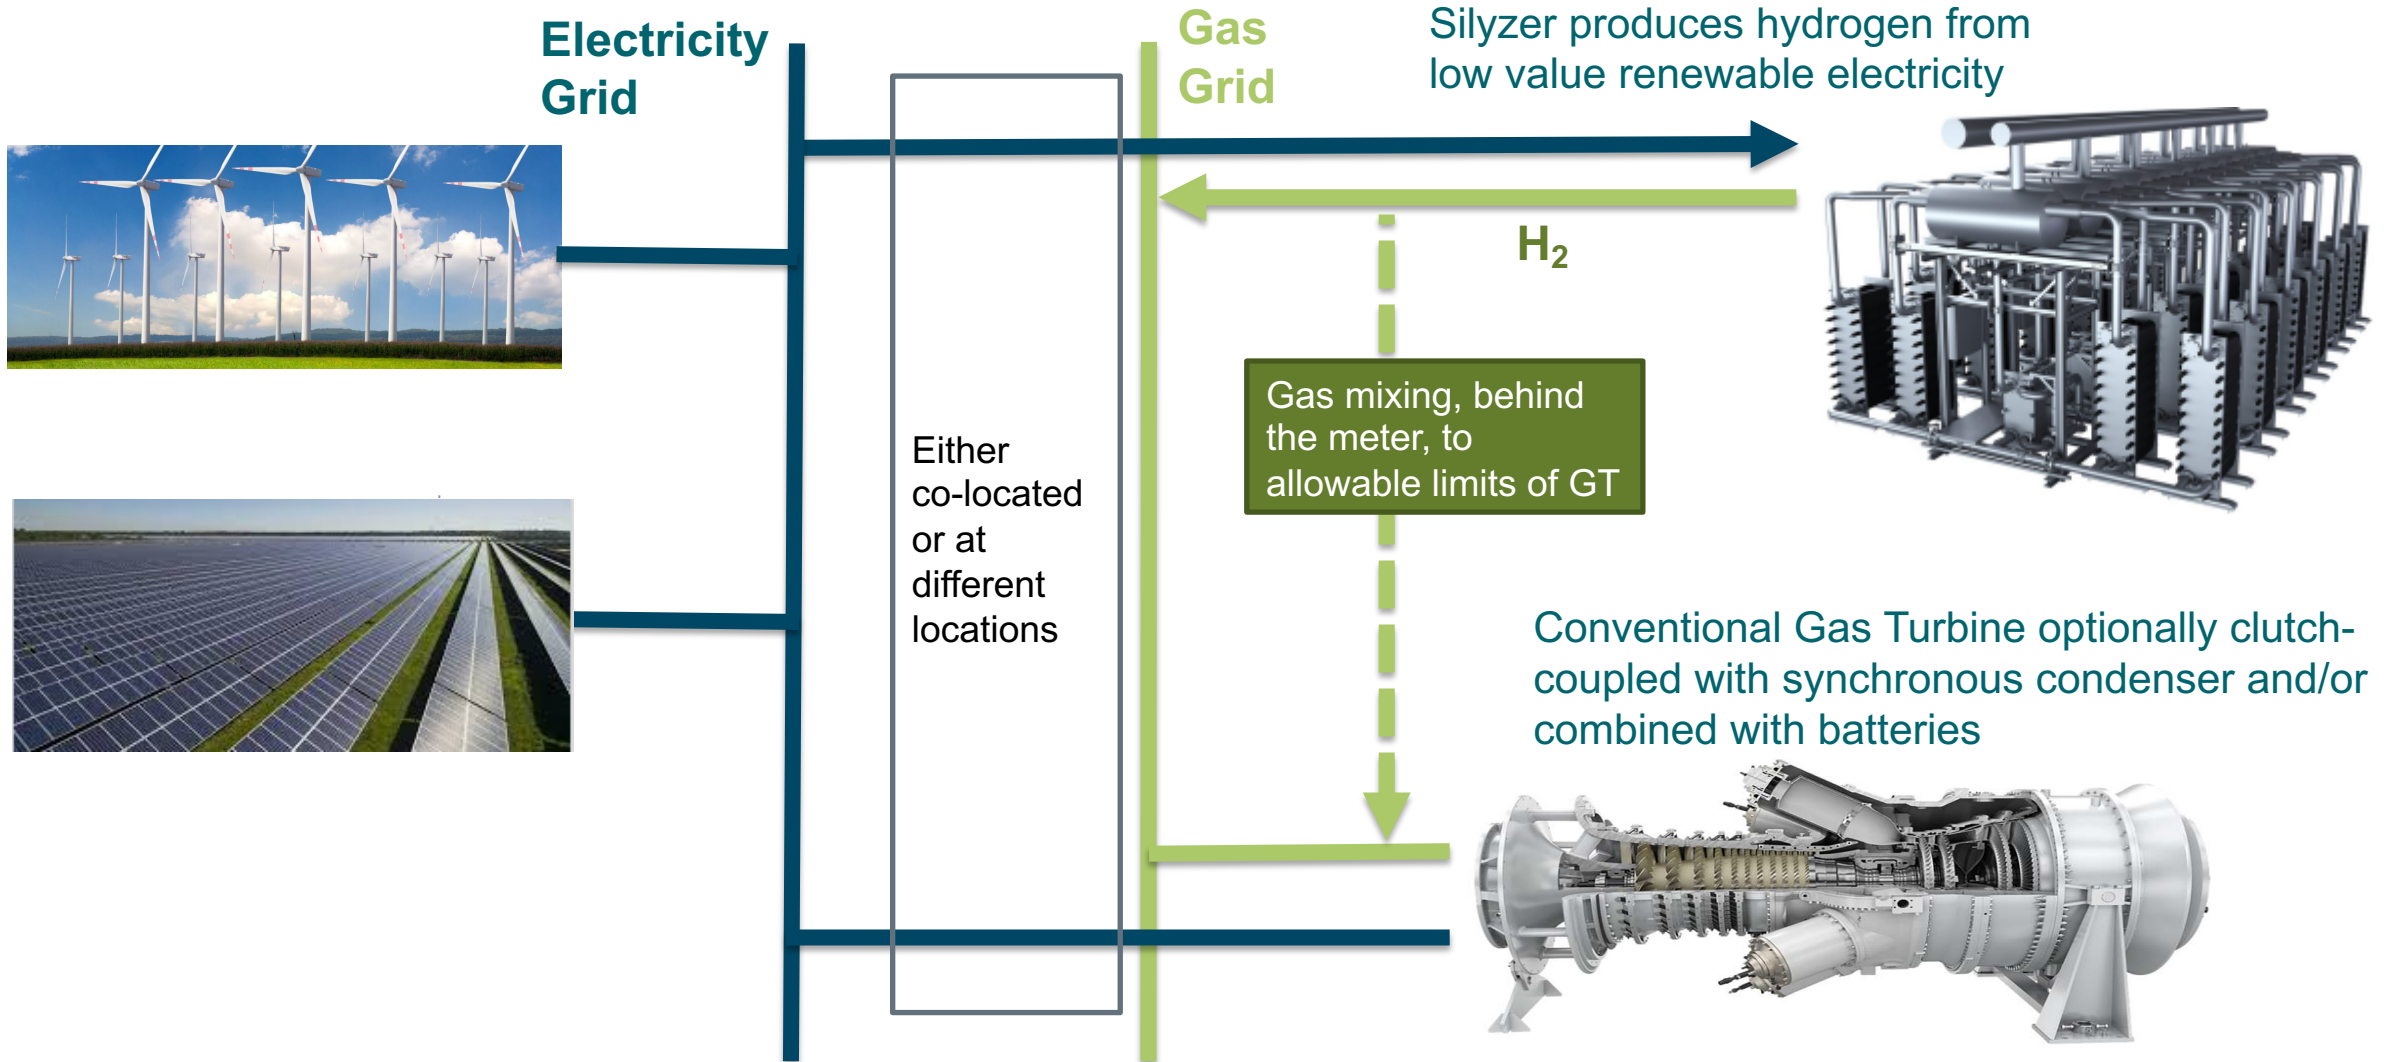 Electricity
Grid
Gas
Grid
Silyzer produces hydrogen from
low value renewable electricity
H₂
Gas mixing, behind
the meter, to
allowable limits of GT
Either
co-located
or at
different
locations
Conventional Gas Turbine optionally clutch-
coupled with synchronous condenser and/or
combined with batteries